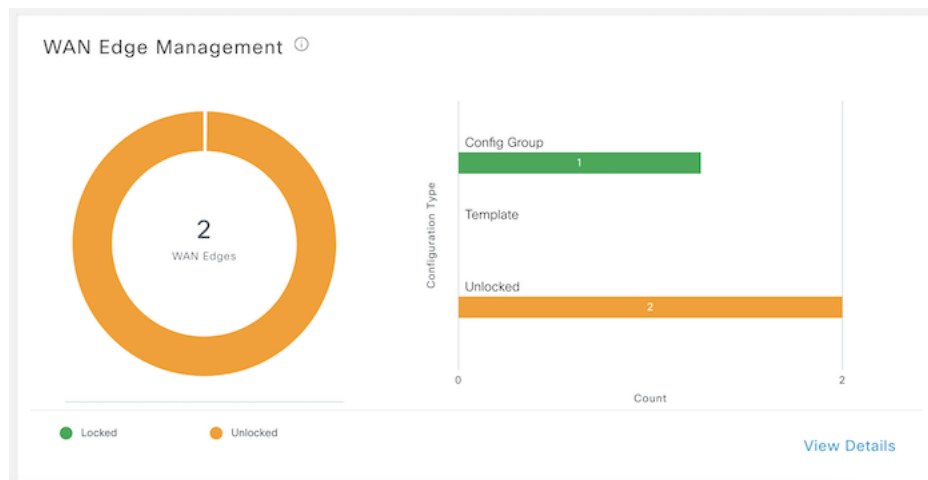 WAN Edge Management
2
WAN Edges
Configuration Type
Config Group
1
Template
Unlocked
2
0
2
Count
Locked
Unlocked
View Details